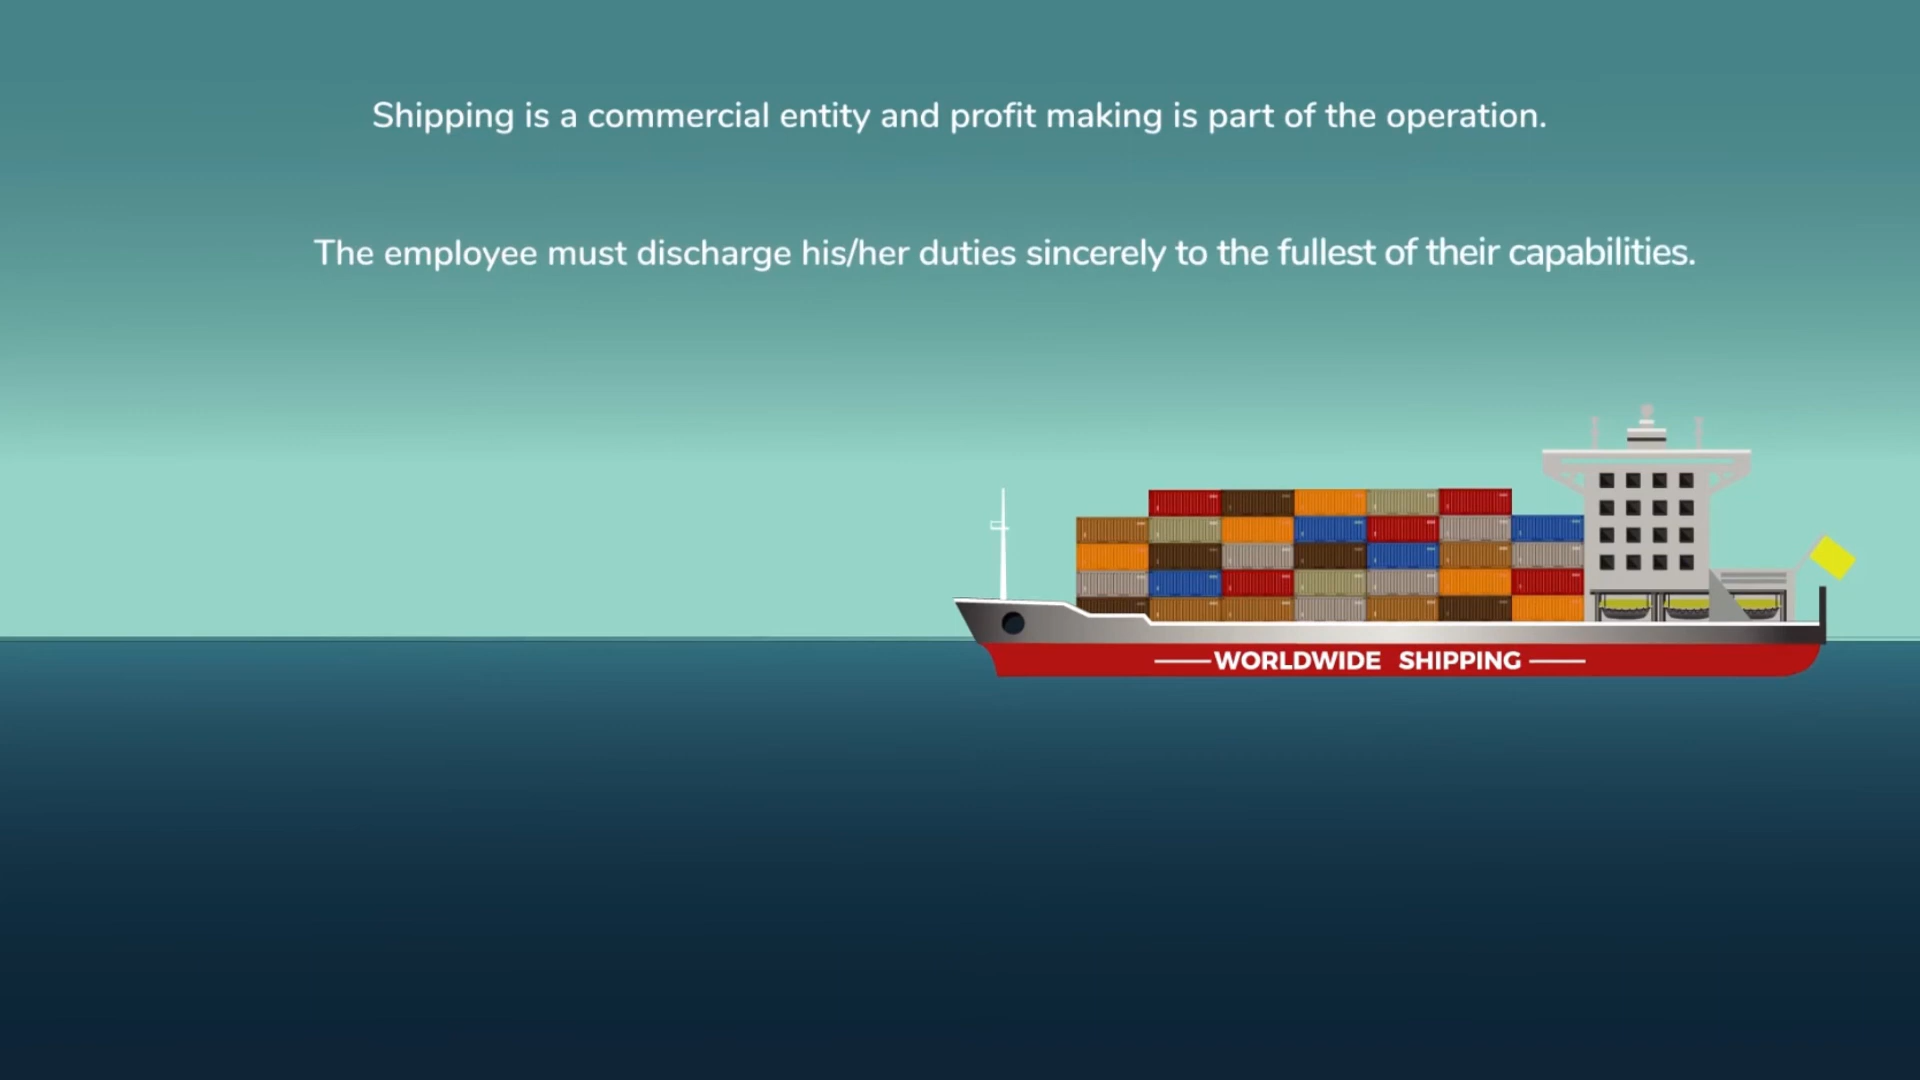 Shipping is a commercial entity and profit making is part of the operation.
The employee must discharge his/her duties sincerely to the fullest of their capabilities.
WORLDWIDE SHIPPING